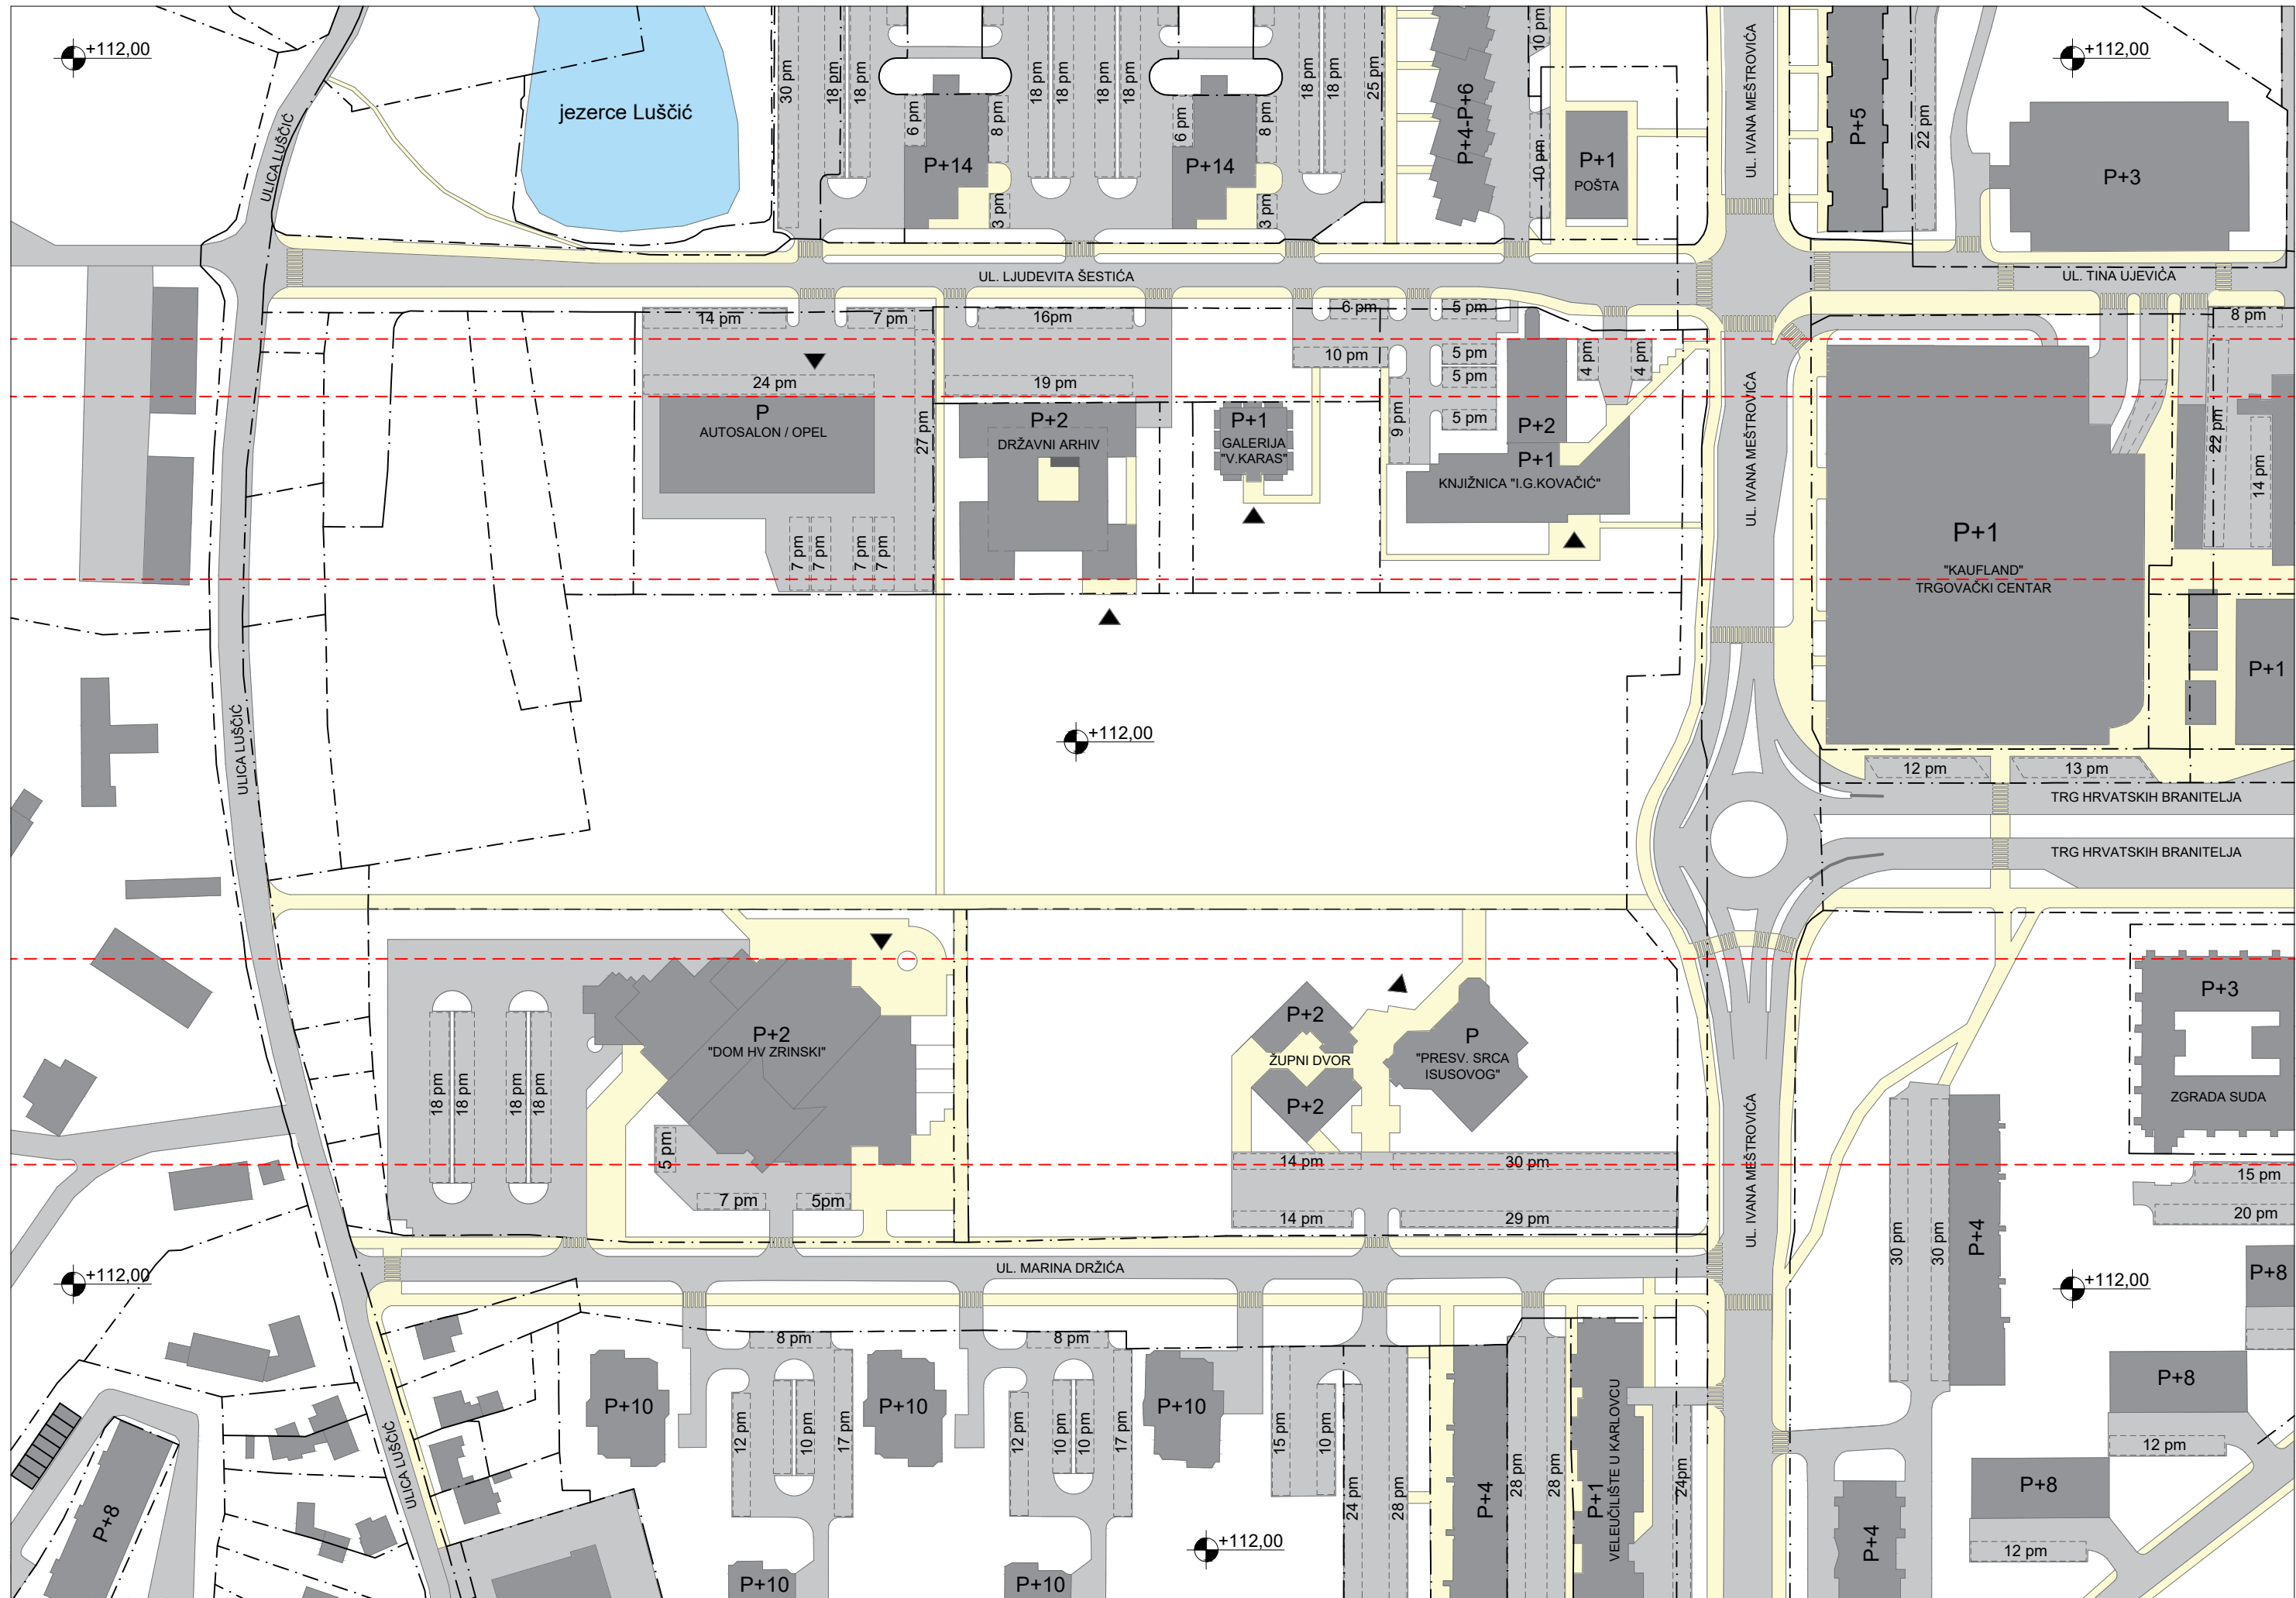 +112,00
jezerce Luščić
ULICA LUŠČIĆ
30 pm
18 pm
18 pm
6 pm
8 pm
P+14
3 pm
18 pm
18 pm
18 pm
18 pm
6 pm
8 pm
P+14
3 pm
18 pm
18 pm
25 pm
P+4-P+6
10 pm
10 pm
P+1
POŠTA
UL. IVANA MEŠTROVIĆA
P+5
22 pm
+112,00
P+3
UL. LJUDEVITA ŠESTIĆA
UL. TINA UJEVIĆA
14 pm
7 pm
16pm
6 pm
5 pm
8 pm
24 pm
19 pm
10 pm
5 pm
5 pm
5 pm
4 pm
4 pm
9 pm
P
AUTOSALON / OPEL
27 pm
7 pm
7 pm
7 pm
7 pm
P+2
DRŽAVNI ARHIV
P+1
GALERIJA
"V.KARAS"
P+2
P+1
KNJIŽNICA "I.G.KOVAČIĆ"
UL. IVANA MEŠTROVIĆA
P+1
"KAUFLAND"
TRGOVAČKI CENTAR
22 pm
14 pm
P+1
ULICA LUŠČIĆ
+112,00
12 pm
13 pm
TRG HRVATSKIH BRANITELJA
TRG HRVATSKIH BRANITELJA
18 pm
18 pm
18 pm
18 pm
P+2
"DOM HV ZRINSKI"
5 pm
7 pm
5pm
P+2
ŽUPNI DVOR
P+2
P
"PRESV. SRCA
ISUSOVOG"
14 pm
30 pm
14 pm
29 pm
UL. IVANA MEŠTROVIĆA
P+3
ZGRADA SUDA
15 pm
20 pm
30 pm
30 pm
P+4
UL. MARINA DRŽIĆA
+112,00
+112,00
P+8
P+8
12 pm
P+8
12 pm
P+4
ULICA LUŠČIĆ
P+8
P+10
8 pm
12 pm
10 pm
17 pm
P+10
P+10
8 pm
12 pm
10 pm
10 pm
17 pm
P+10
P+10
15 pm
10 pm
24 pm
28 pm
P+4
28 pm
28 pm
P+1
VELEUČILIŠTE U KARLOVCU
24pm
+112,00